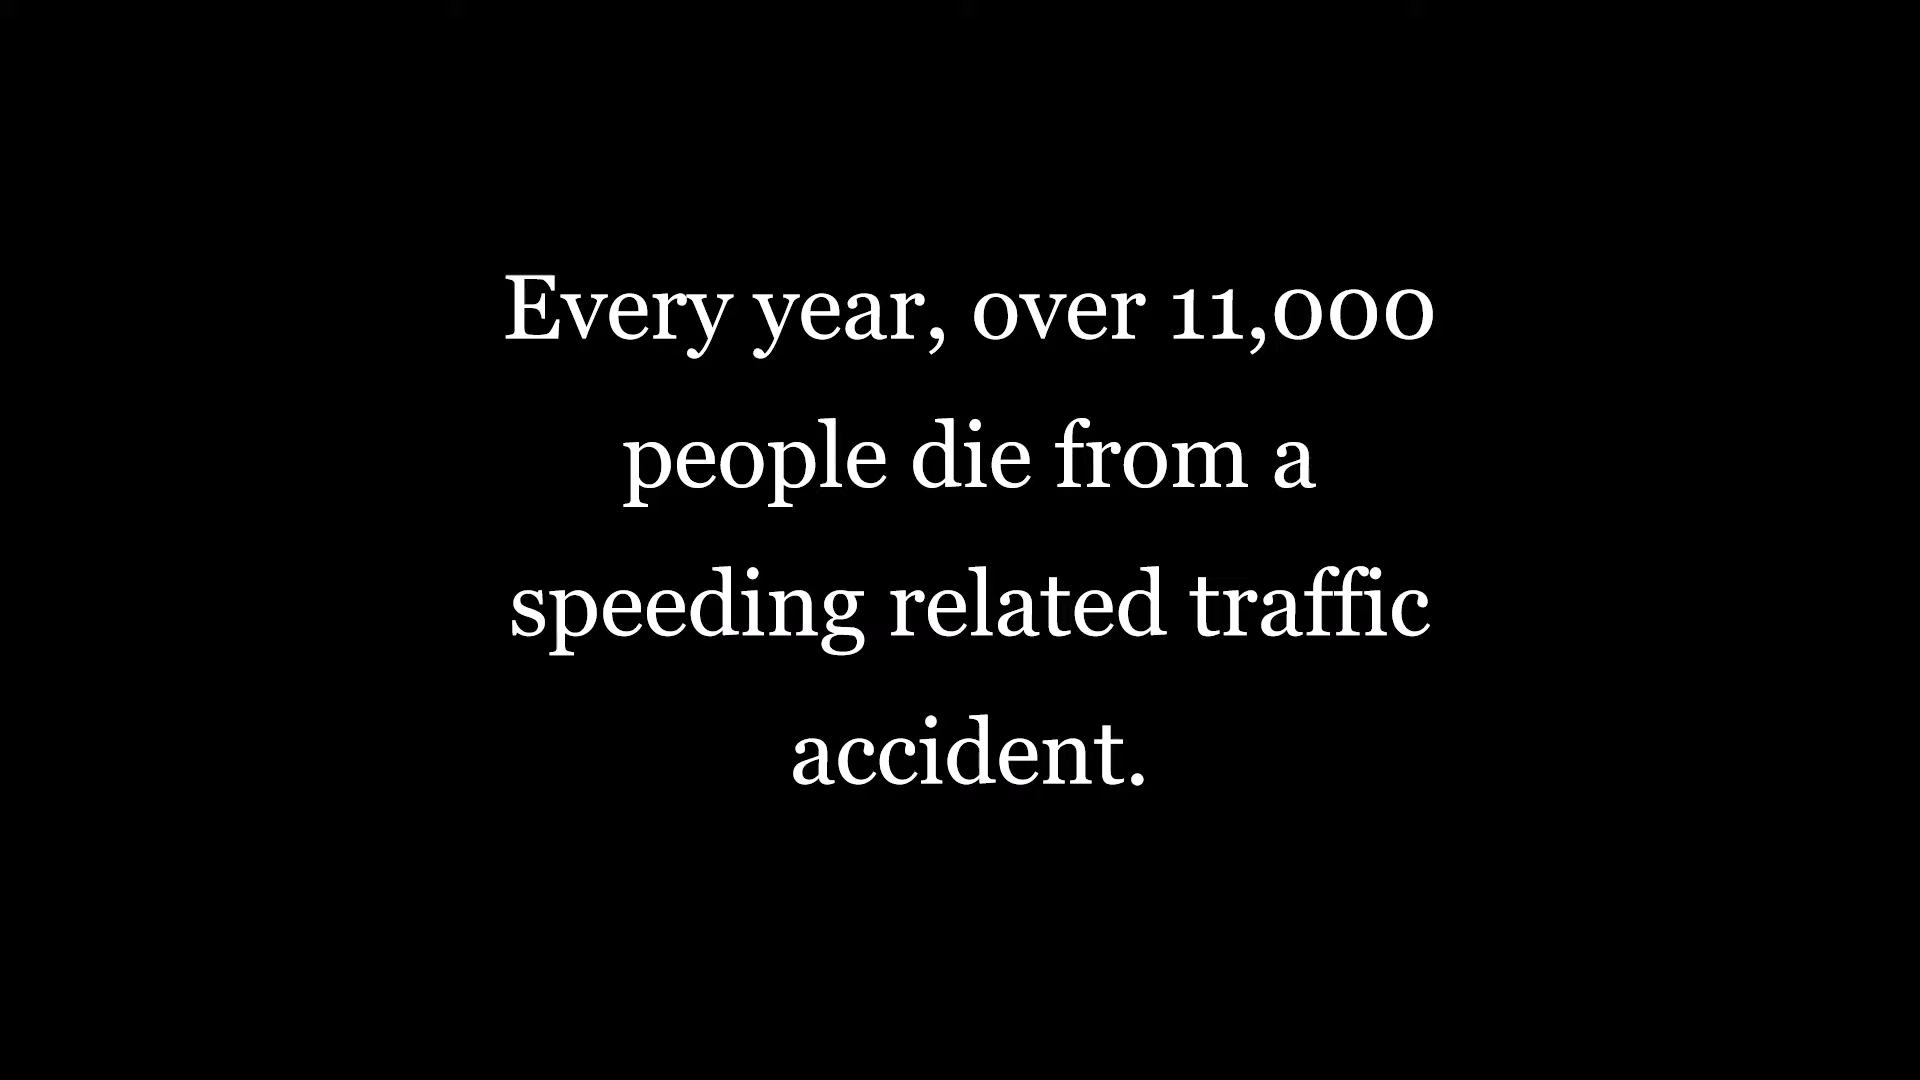 Every year, over 11,000
people die from a
speeding related traffic
accident.